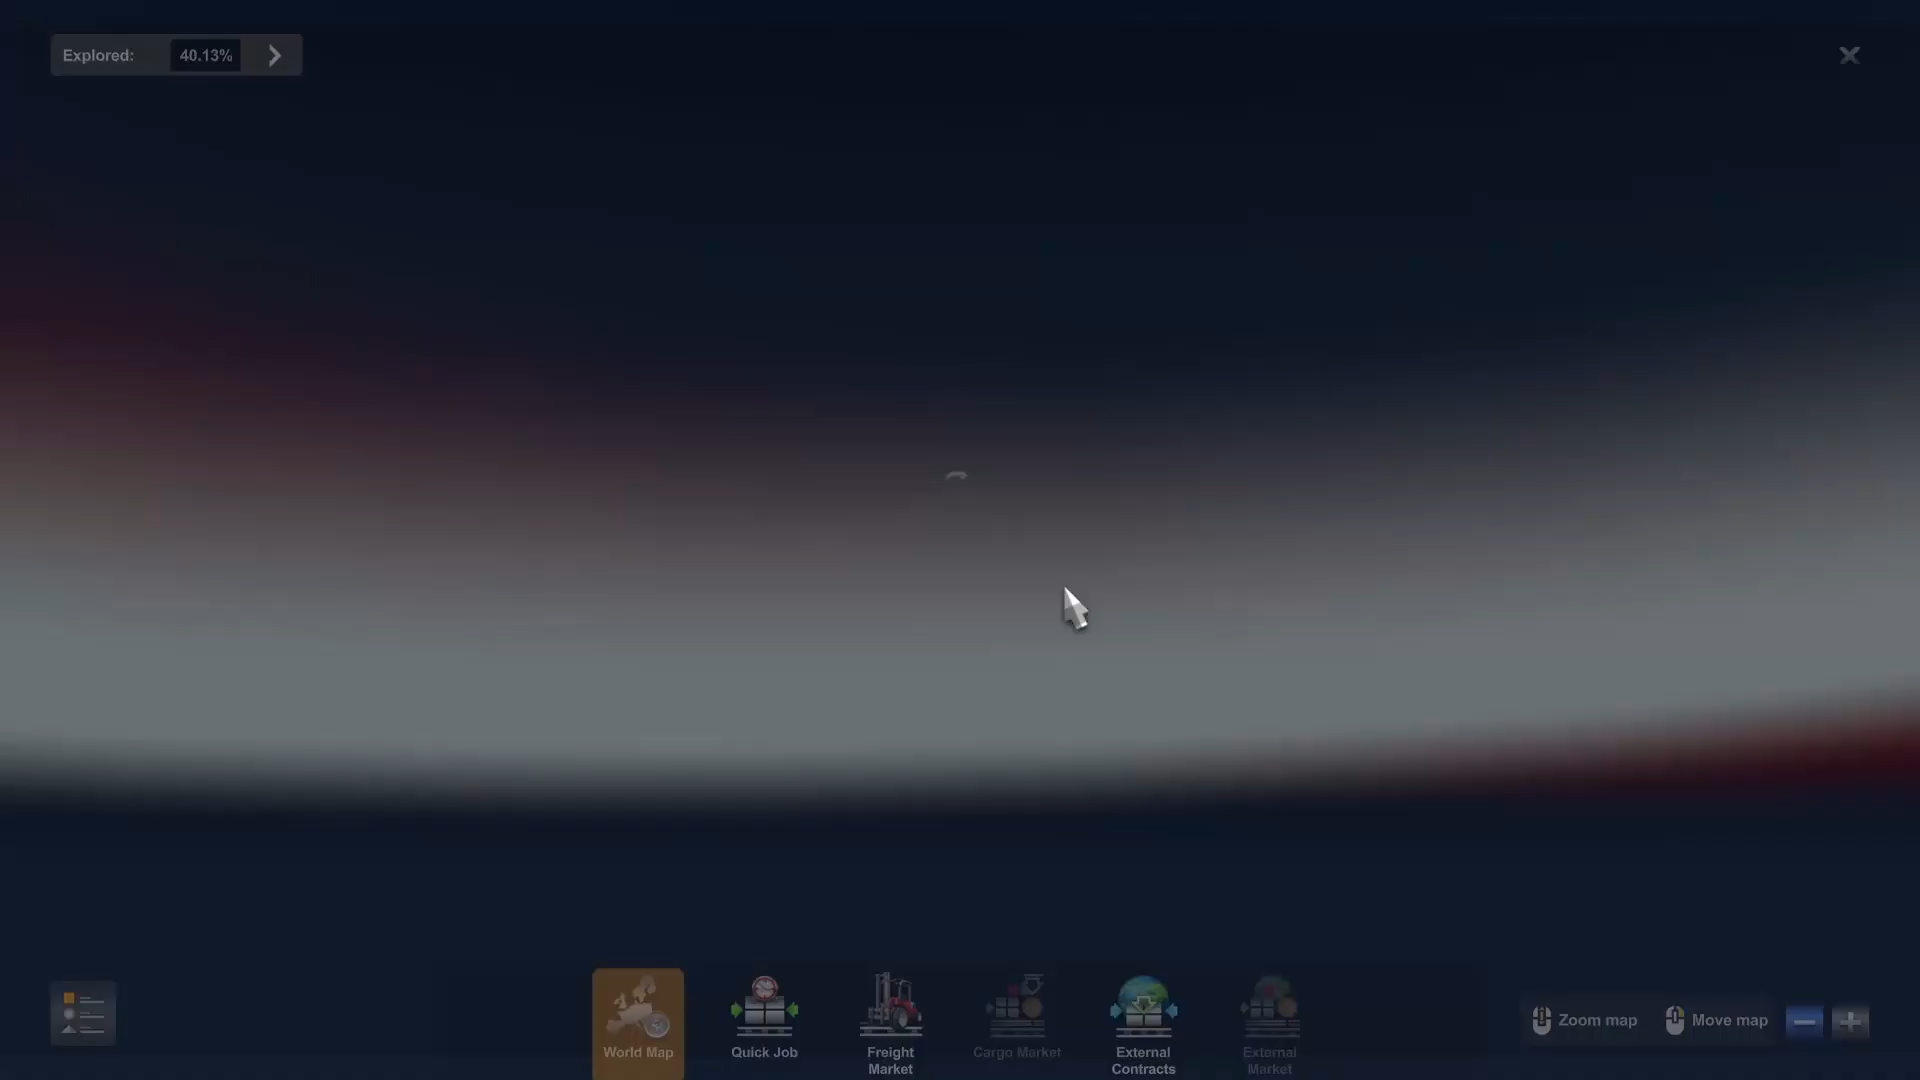 Explored: 40.13%
World Map
Quick Job
Freight
Market
Cargo Market
External
Contracts
External
Market
Zoom map
Move map